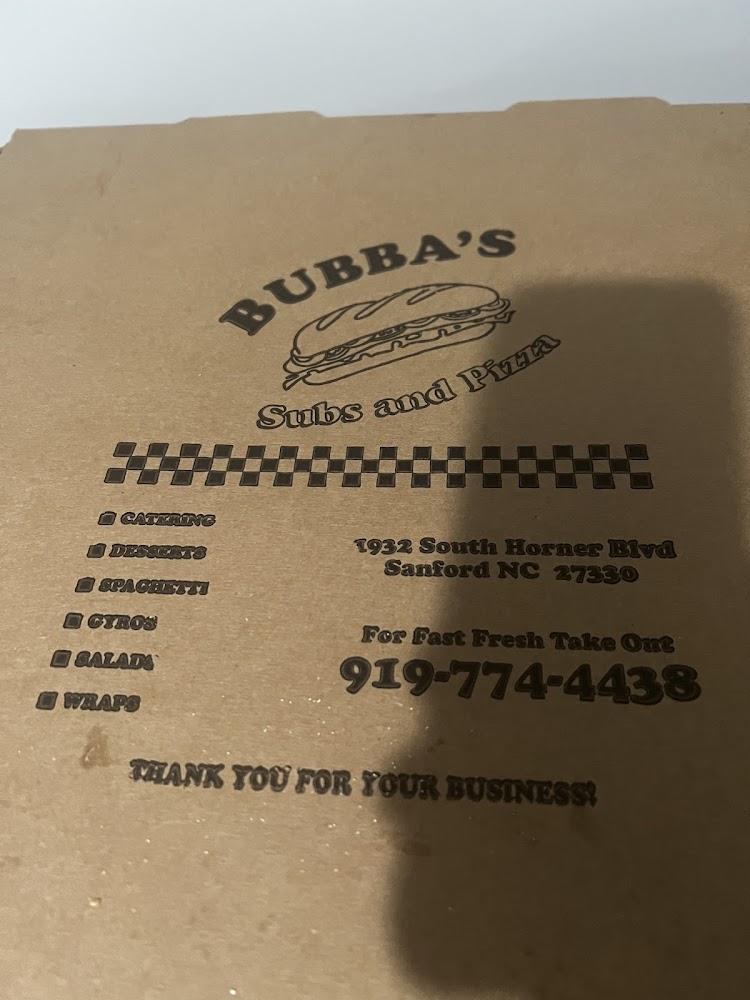 BUBBA'S
Subs and Pizza
CATERING
DESSERTS
SPAGHETTI
GYROS
SALADS
WRAPS
1932 South Horner Blvd
Sanford NC 27330
For Fast Fresh Take Out
919-774-4438
THANK YOU FOR YOUR BUSINESS!